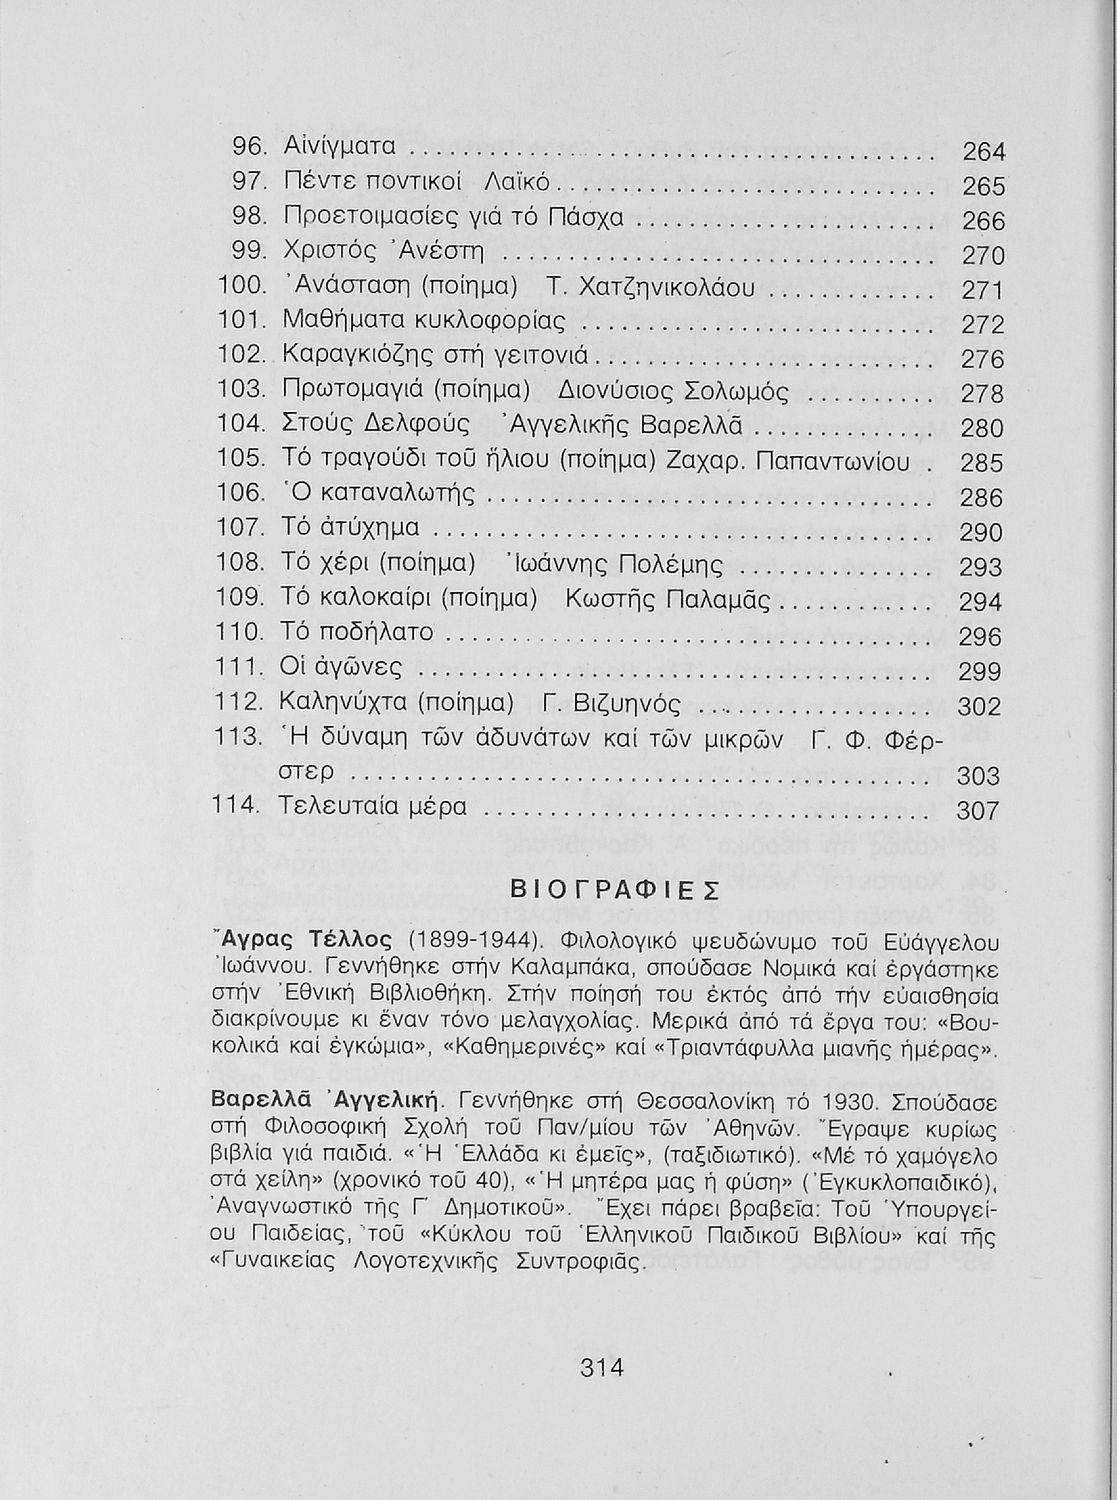 96. Αἰνίγματα .......................................... 264
97. Πέντε ποντικοί Λαϊκό .............................. 265
98. Προετοιμασίες γιά τό Πάσχα ........................ 266
99. Χριστός Ἀνέστη .................................... 270
100. Ἀνάσταση (ποίημα) Τ. Χατζηνικολάου ............. 271
101. Μαθήματα κυκλοφορίας ............................. 272
102. Καραγκιόζης στή γειτονιά .......................... 276
103. Πρωτομαγιά (ποίημα) Διονύσιος Σολωμός .......... 278
104. Στούς Δελφούς Ἀγγελικῆς Βαρελλᾶ ............... 280
105. Τό τραγούδι τοῦ ἥλιου (ποίημα) Ζαχαρ. Παπαντωνίου . 285
106. Ὁ καταναλωτής .................................... 286
107. Τό ἀτύχημα ....................................... 290
108. Τό χέρι (ποίημα) Ἰωάννης Πολέμης ................ 293
109. Τό καλοκαίρι (ποίημα) Κωστῆς Παλαμᾶς ............ 294
110. Τό ποδήλατο ...................................... 296
111. Οἱ ἀγῶνες ........................................ 299
112. Καληνύχτα (ποίημα) Γ. Βιζυηνός .................. 302
113. Ἡ δύναμη τῶν ἀδυνάτων καί τῶν μικρῶν Γ. Φ. Φέρ-
στερ ............................................ 303
114. Τελευταία μέρα ................................... 307
ΒΙΟΓΡΑΦΙΕΣ
Ἄγρας Τέλλος (1899-1944). Φιλολογικό ψευδώνυμο τοῦ Εὐάγγελου
Ἰωάννου. Γεννήθηκε στήν Καλαμπάκα, σπούδασε Νομικά καί ἐργάστηκε
στήν Ἐθνική Βιβλιοθήκη. Στήν ποίησή του ἐκτός ἀπό τήν εὐαισθησία
διακρίνουμε κι ἕναν τόνο μελαγχολίας. Μερικά ἀπό τά ἔργα του: «Βου-
κολικά καί ἐγκώμια», «Καθημερινές» καί «Τριαντάφυλλα μιανῆς ἡμέρας».
Βαρελλᾶ Ἀγγελική. Γεννήθηκε στή Θεσσαλονίκη τό 1930. Σπούδασε
στή Φιλοσοφική Σχολή τοῦ Παν/μίου τῶν Ἀθηνῶν. Ἔγραψε κυρίως
βιβλία γιά παιδιά. «Ἡ Ἑλλάδα κι ἐμεῖς», (ταξιδιωτικό). «Μέ τό χαμόγελο
στά χείλη» (χρονικό τοῦ 40), «Ἡ μητέρα μας ἡ φύση» (Ἐγκυκλοπαιδικό),
Ἀναγνωστικό τῆς Γ΄ Δημοτικοῦ». Ἔχει πάρει βραβεῖα: Τοῦ Ὑπουργεί-
ου Παιδείας, τοῦ «Κύκλου τοῦ Ἑλληνικοῦ Παιδικοῦ Βιβλίου» καί τῆς
«Γυναικείας Λογοτεχνικῆς Συντροφιᾶς.
314